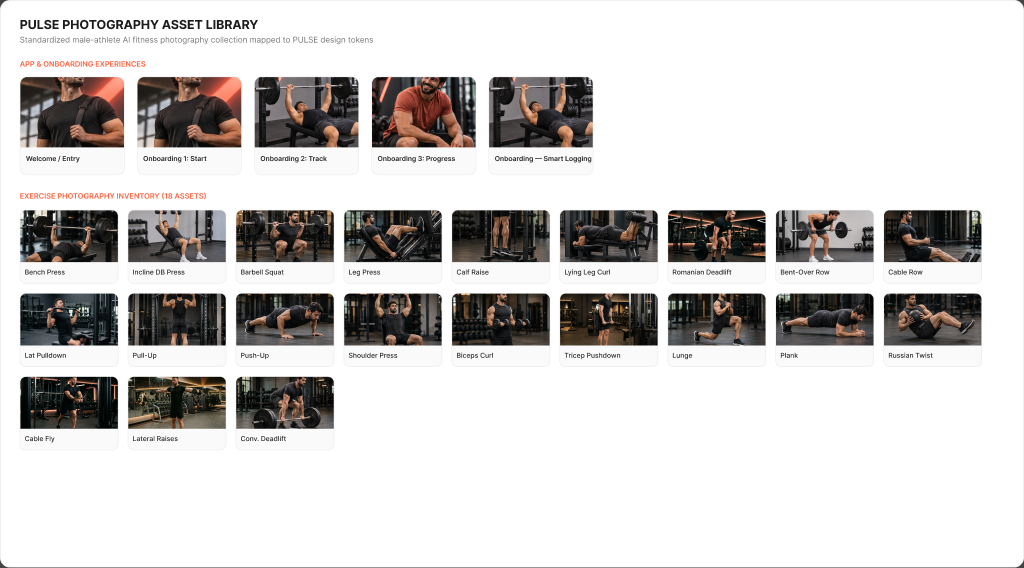 PULSE PHOTOGRAPHY ASSET LIBRARY
Standardized male-athlete AI fitness photography collection mapped to PULSE design tokens
APP & ONBOARDING EXPERIENCES
Welcome / Entry
Onboarding 1: Start
Onboarding 2: Track
Onboarding 3: Progress
Onboarding — Smart Logging
EXERCISE PHOTOGRAPHY INVENTORY (18 ASSETS)
Bench Press
Incline DB Press
Barbell Squat
Leg Press
Calf Raise
Lying Leg Curl
Romanian Deadlift
Bent-Over Row
Cable Row
Lat Pulldown
Pull-Up
Push-Up
Shoulder Press
Biceps Curl
Tricep Pushdown
Lunge
Plank
Russian Twist
Cable Fly
Lateral Raises
Conv. Deadlift